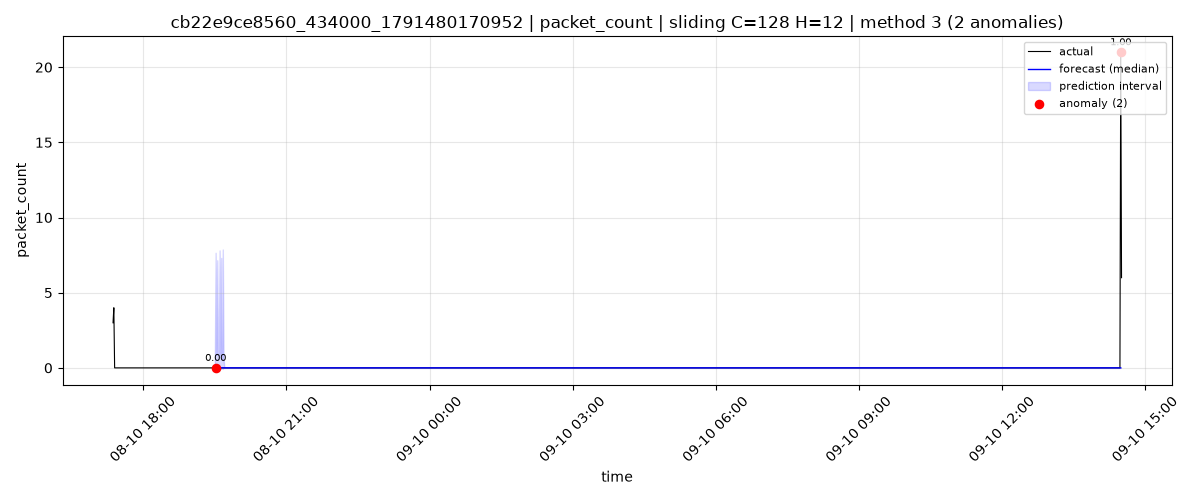 cb22e9ce8560_434000_1791480170952 | packet_count | sliding C=128 H=12 | method 3 (2 anomalies)
packet_count
20
15
10
5
0
0.00
1.00
actual
forecast (median)
prediction interval
anomaly (2)
08-10 18:00
08-10 21:00
09-10 00:00
09-10 03:00
09-10 06:00
09-10 09:00
09-10 12:00
09-10 15:00
time